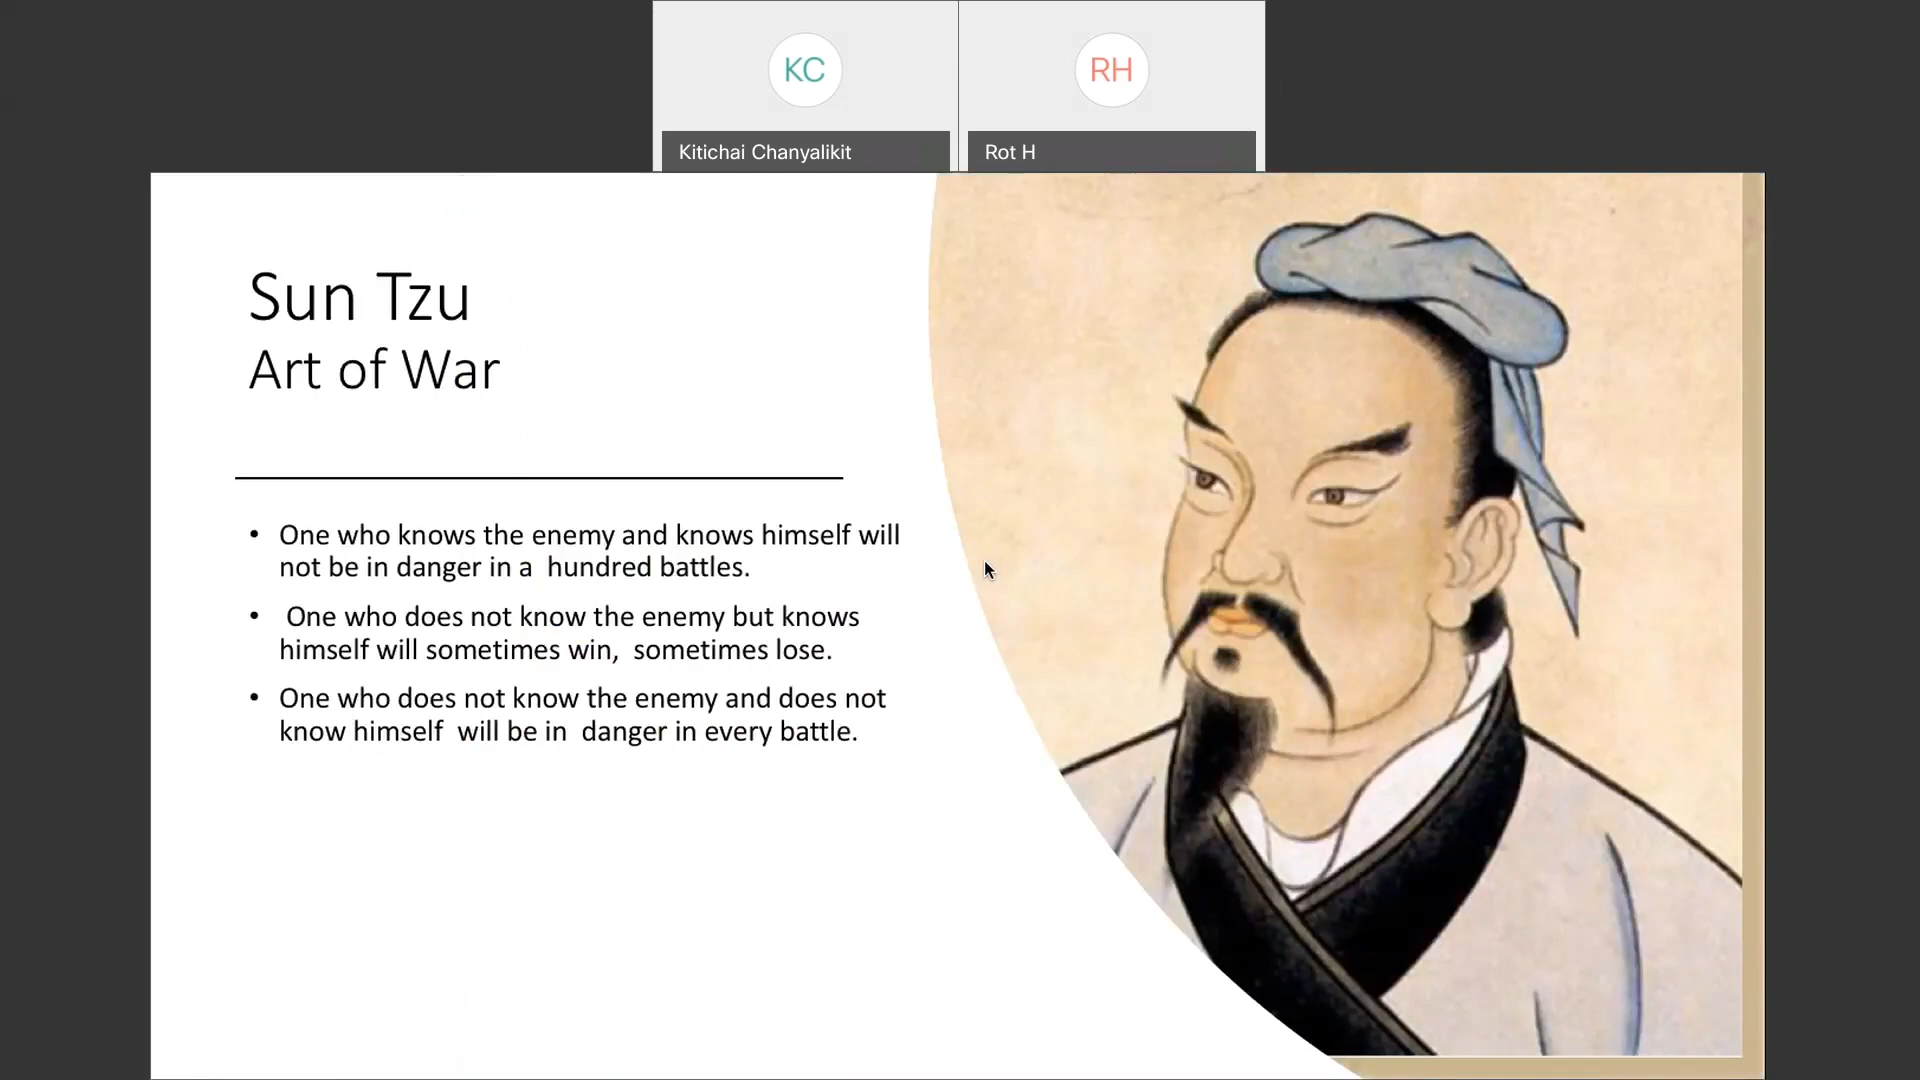 KC
RH
Kitichai Chanyalikit
Rot H
Sun Tzu
Art of War
• One who knows the enemy and knows himself will
not be in danger in a  hundred battles.
•  One who does not know the enemy but knows
himself will sometimes win,  sometimes lose.
• One who does not know the enemy and does not
know himself  will be in  danger in every battle.